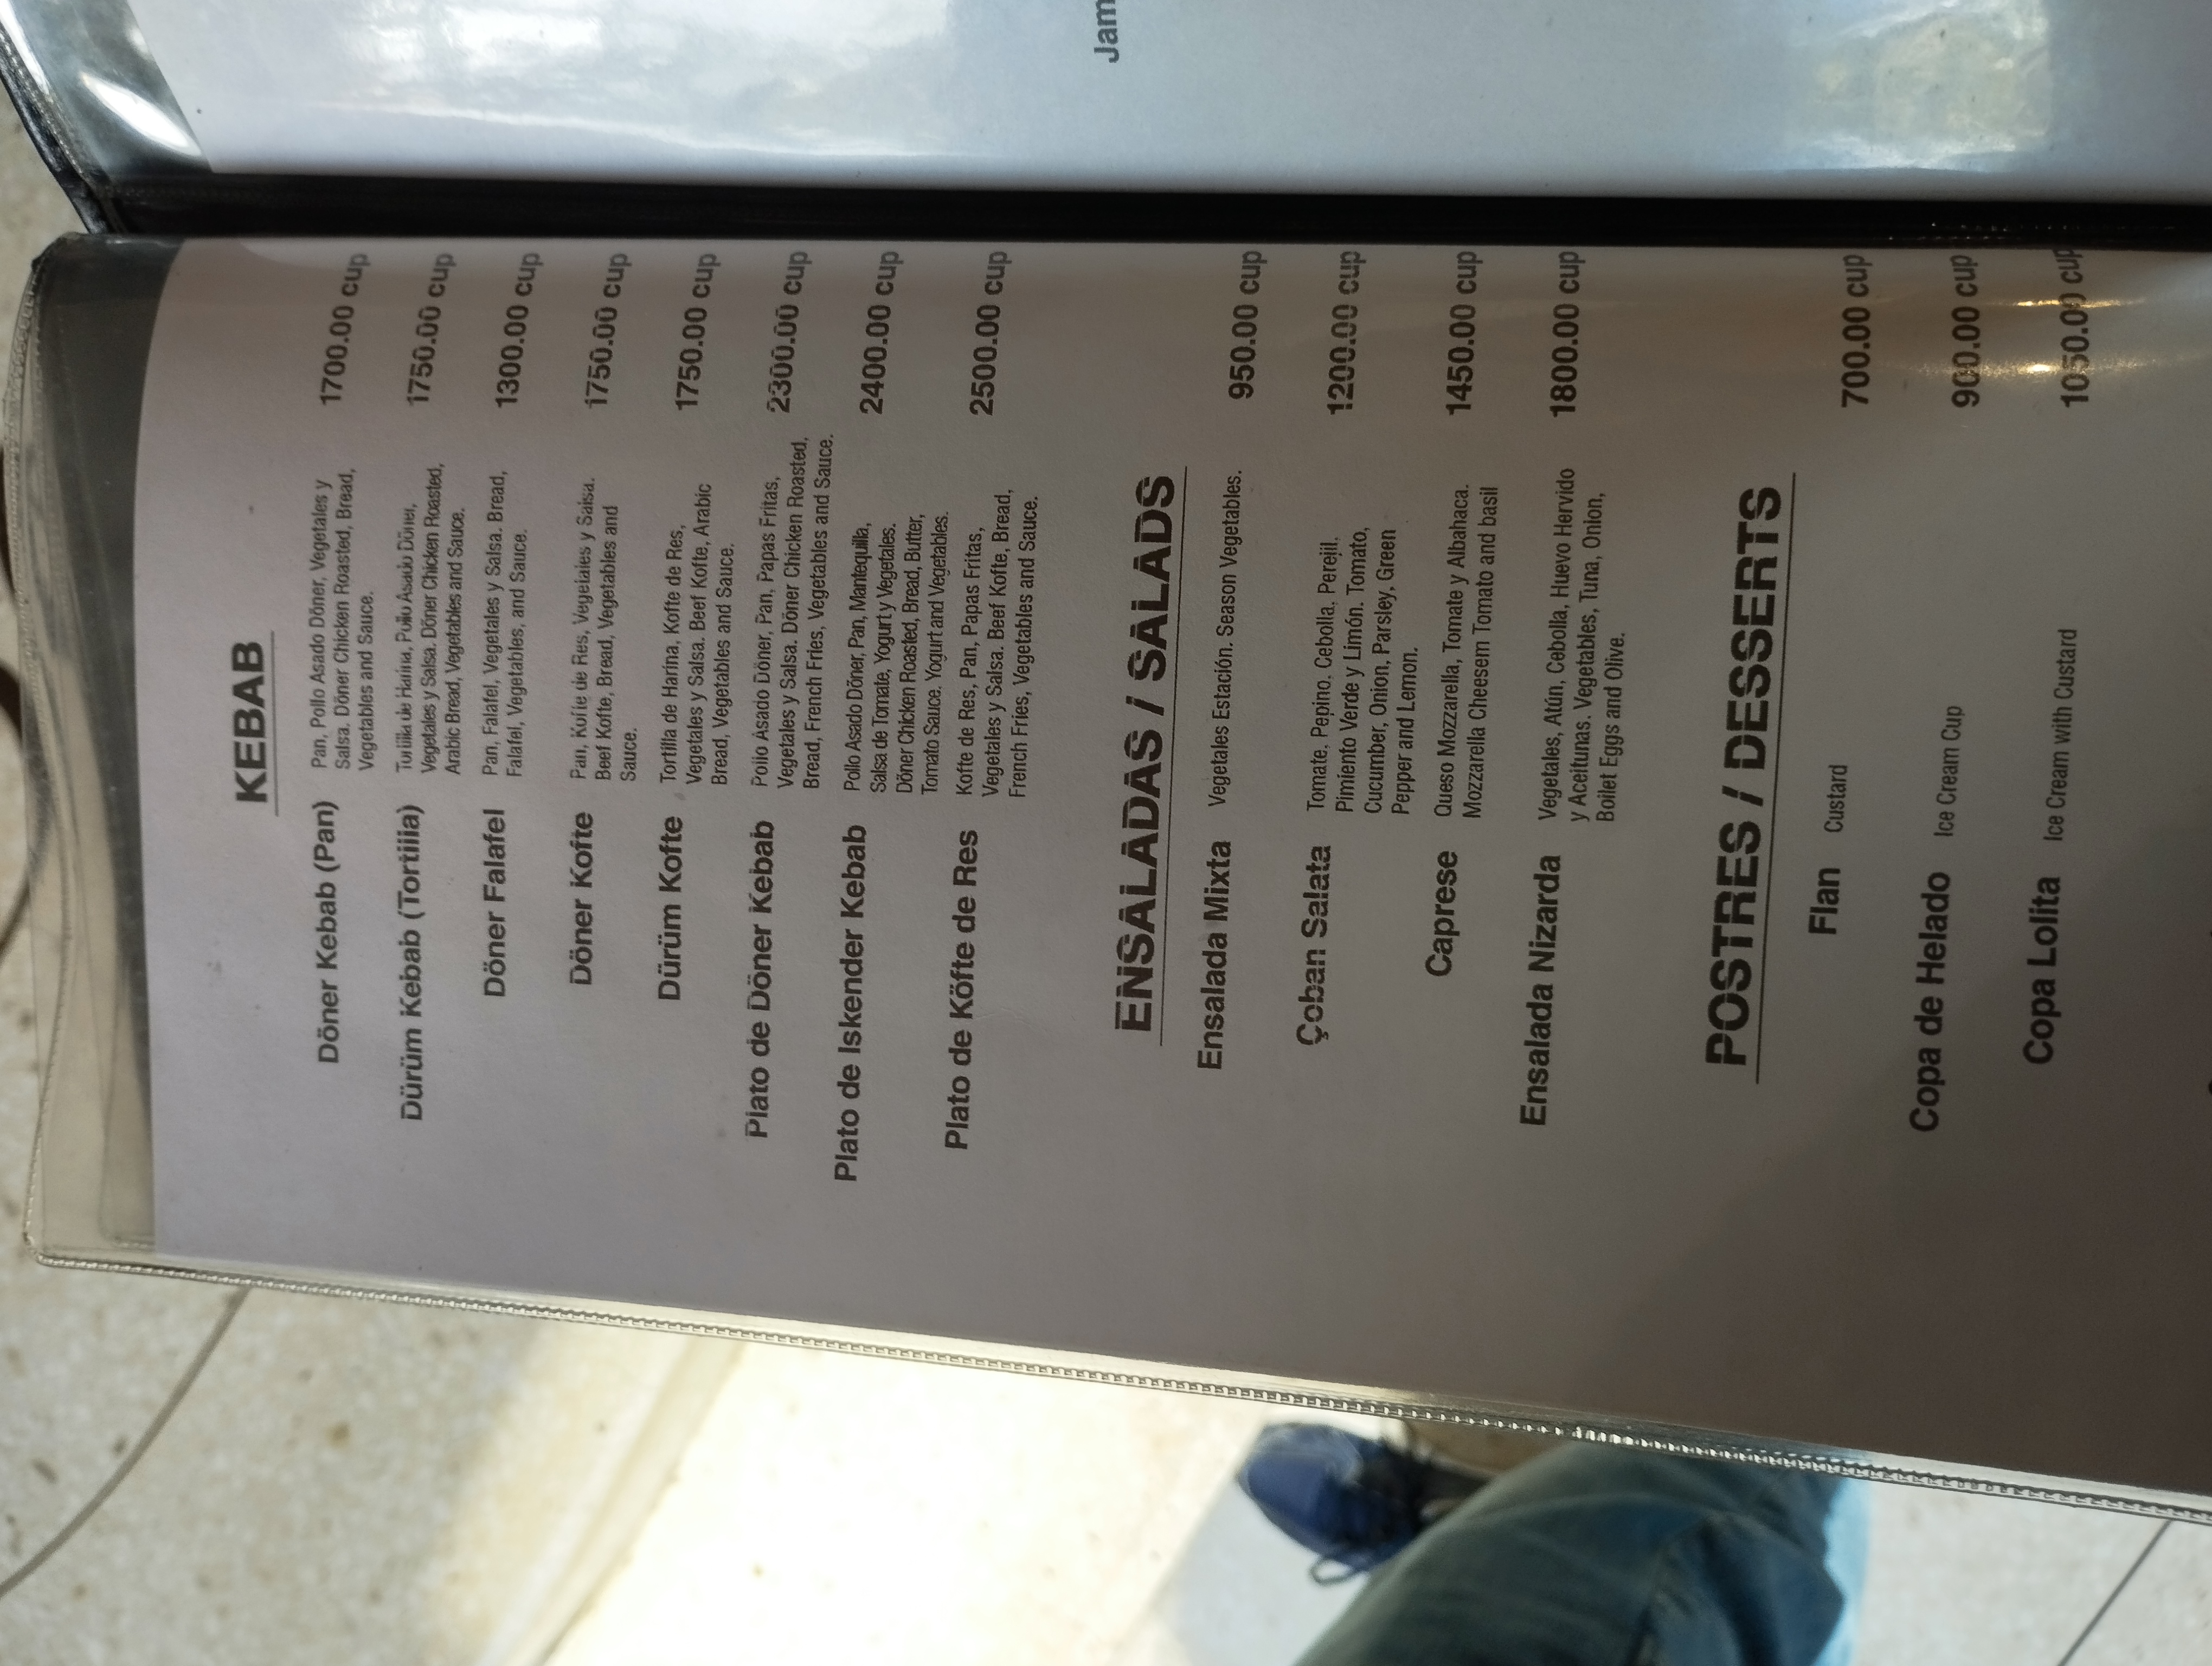 Jam
KEBAB
Döner Kebab (Pan) Pan, Pollo Asado Döner, Vegetales y 1700.00 cup
Salsa. Döner Chicken Roasted, Bread,
Vegetables and Sauce.
Dürüm Kebab (Tortilla) Tortilla de Harina, Pollo Asado Döner, 1750.00 cup
Vegetales y Salsa. Döner Chicken Roasted,
Arabic Bread, Vegetables and Sauce.
Döner Falafel Pan, Falafel, Vegetales y Salsa. Bread, 1300.00 cup
Falafel, Vegetables, and Sauce.
Döner Kofte Pan, Kofte de Res, Vegetales y Salsa. 1750.00 cup
Beef Kofte, Bread, Vegetables and
Sauce.
Dürüm Kofte Tortilla de Harina, Kofte de Res, 1750.00 cup
Vegetales y Salsa. Beef Kofte, Arabic
Bread, Vegetables and Sauce.
Plato de Döner Kebab Pollo Asado Döner, Pan, Papas Fritas, 2300.00 cup
Vegetales y Salsa. Döner Chicken Roasted,
Bread, French Fries, Vegetables and Sauce.
Plato de Iskender Kebab Pollo Asado Döner, Pan, Mantequilla, 2400.00 cup
Salsa de Tomate, Yogurt y Vegetales.
Döner Chicken Roasted, Bread, Butter,
Tomato Sauce. Yogurt and Vegetables.
Plato de Köfte de Res Kofte de Res, Pan, Papas Fritas, 2500.00 cup
Vegetales y Salsa. Beef Kofte, Bread,
French Fries, Vegetables and Sauce.
ENSALADAS / SALADS
Ensalada Mixta Vegetales Estación. Season Vegetables. 950.00 cup
Çoban Salata Tomate, Pepino, Cebolla, Perejil, 1200.00 cup
Pimiento Verde y Limón. Tomato,
Cucumber, Onion, Parsley, Green
Pepper and Lemon.
Caprese Queso Mozzarella, Tomate y Albahaca. 1450.00 cup
Mozzarella Cheesem Tomato and basil
Ensalada Nizarda Vegetales, Atún, Cebolla, Huevo Hervido 1800.00 cup
y Aceitunas. Vegetables, Tuna, Onion,
Boilet Eggs and Olive.
POSTRES / DESSERTS
Flan Custard 700.00 cup
Copa de Helado Ice Cream Cup 900.00 cup
Copa Lolita Ice Cream with Custard 1050.00 cup